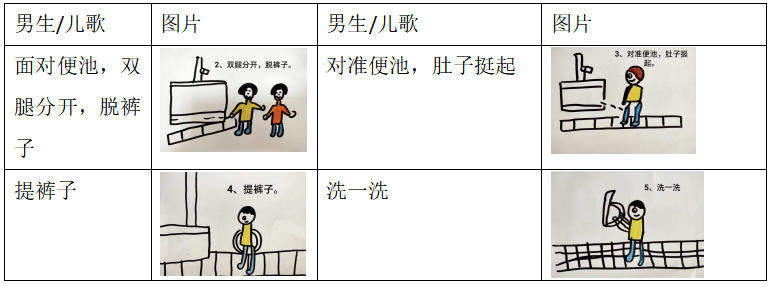 男生/儿歌 图片 男生/儿歌 图片
面对便池，双
腿分开，脱裤
子
2、双腿分开，脱裤子。
对准便池，肚子挺起
3、对准便池，肚子挺
起。
提裤子
4、提裤子。
洗一洗
5、洗一洗